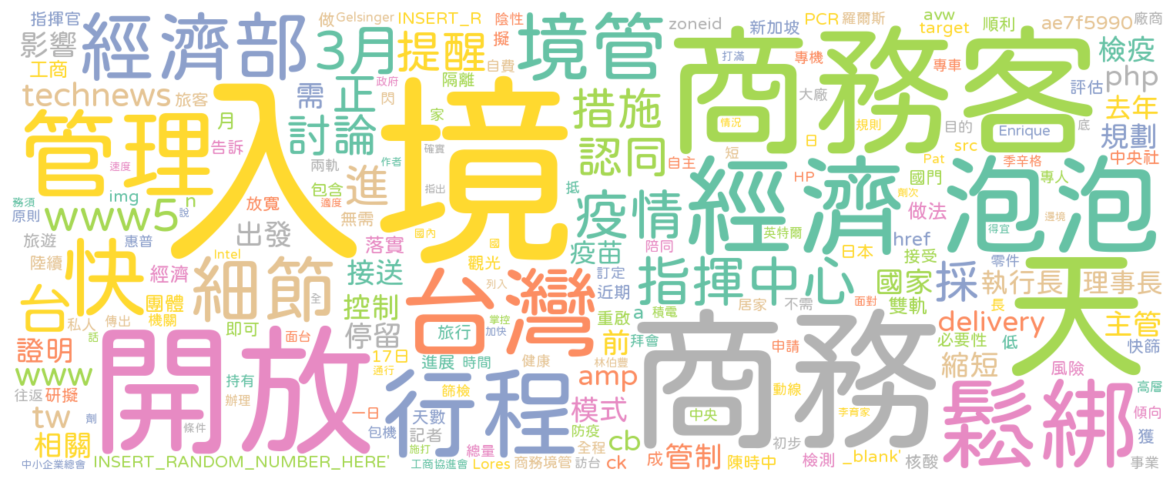 指揮官 做 Gelsinger INSERT_R 陰性 zoneid 新加坡 PCR 羅爾斯 avw target 順利 ae7f5990 廠商
影響 經濟部 3月 提醒 擬 自費 境管 商務客 打滿 專機 專車 檢疫
工商 政府 隔離 大廠 評估 php
technews 旅客 需 正 閃 措施 情況 規則 去年
管理 入境 月 告訴 討論 家 認同 短 日 目的 Enrique 底 規劃
速度 兩軌 作者 確實 自主 src 中央社
img 包含 進 指出 抵 疫情 HP Pat 國門 季辛格 專人
務須 原則 www5 n 說 放寬 適度 無需 經濟 做法 劑次 邊境 得宜 泡泡
旅遊 惠普 出發 落實 國內 國 疫苗 陪同 英特爾 日本 href 接受
陸續 快 經濟 Intel 細節 接送 觀光 列入 台灣 訂定 指揮中心 國家 零件 天
台 團體 全 控制 近期 居家 不需 面對 雙軌 採 執行長 理事長
私人 傳出 機關 即可 停留 旅行 掌控 加快 重啟 a 積電 長 必要性 低 delivery 主管
話 面台 前 拜會 申請 快篩
證明 開放 17日 通行 進展 時間 健康 林伯豐 商務 縮短 風險
www 往返 研擬 持有 行程 篩檢 amp 動線 高層
tw 劑 辦理 一日 天數 模式 中央 李育家 鬆綁 傾向
相關 條件 包機 記者 施打 總量 防疫 全程 cb 初步 獲
中小企業總會 INSERT_RANDOM_NUMBER_HERE' 工商協進會 Lores 商務境管 訪台 ck 成 管制 陳時中 檢測 _blank' 核酸 事業